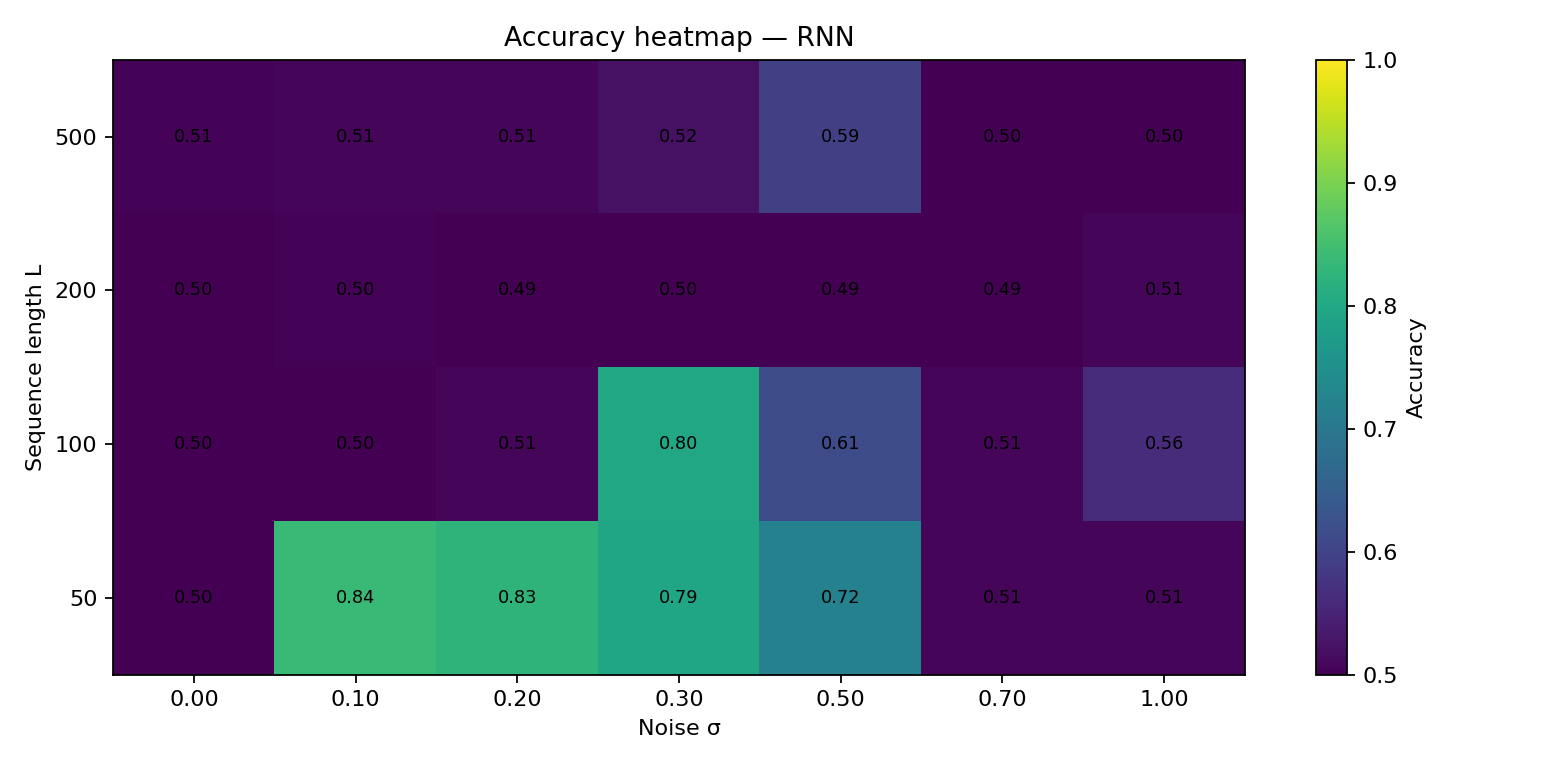 Accuracy heatmap — RNN
Sequence length L
500
0.51 0.51 0.51 0.52 0.59 0.50 0.50
200
0.50 0.50 0.49 0.50 0.49 0.49 0.51
100
0.50 0.50 0.51 0.80 0.61 0.51 0.56
50
0.50 0.84 0.83 0.79 0.72 0.51 0.51
0.00 0.10 0.20 0.30 0.50 0.70 1.00
Noise σ
1.0
0.9
0.8
0.7
0.6
0.5
Accuracy